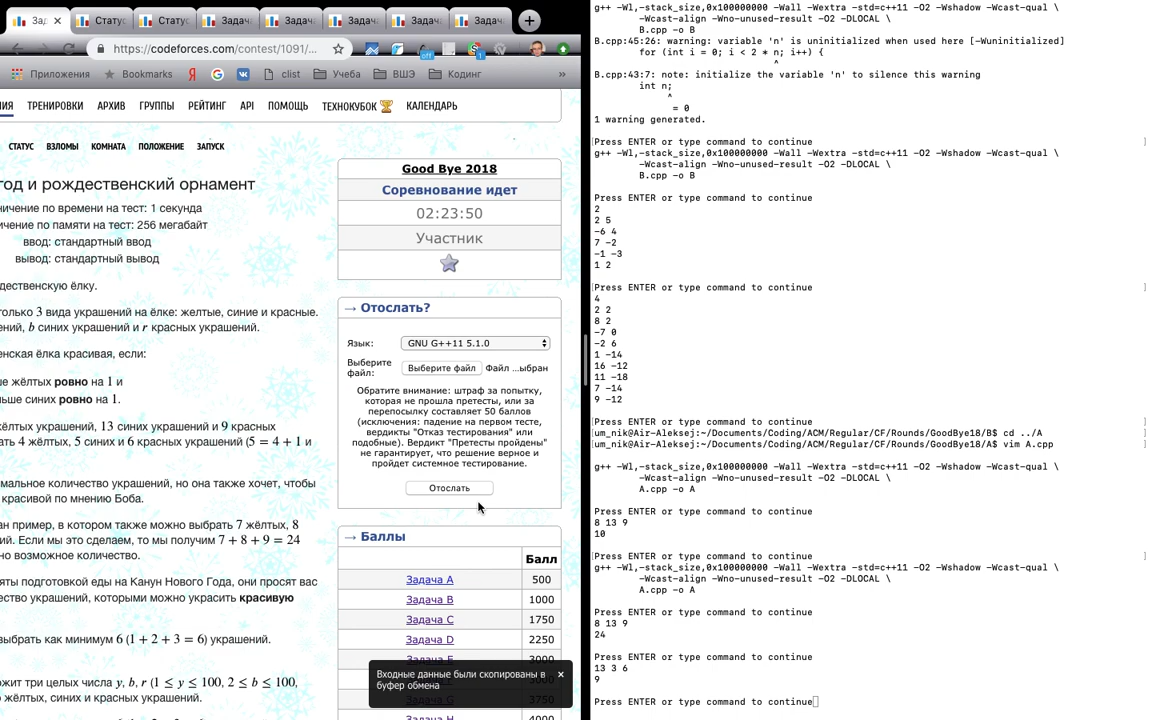 Зад
Статус
Статус
Задача
Задача
Задача
Задача
Задача
https://codeforces.com/contest/1091/...
Приложения
Bookmarks
clist
Учеба
ВШЭ
Кодинг
»
ТРЕНИРОВКИ АРХИВ ГРУППЫ РЕЙТИНГ API ПОМОЩЬ ТЕХНОКУБОК КАЛЕНДАРЬ
СТАТУС ВЗЛОМЫ КОМНАТА ПОЛОЖЕНИЕ ЗАПУСК
год и рождественский орнамент
ничение по времени на тест: 1 секунда
ничение по памяти на тест: 256 мегабайт
ввод: стандартный ввод
вывод: стандартный вывод
дественскую ёлку.
олько 3 вида украшений на ёлке: желтые, синие и красные.
ений, b синих украшений и r красных украшений.
енская ёлка красивая, если:
ше жёлтых ровно на 1 и
ньше синих ровно на 1.
жёлтых украшений, 13 синих украшений и 9 красных
ать 4 жёлтых, 5 синих и 6 красных украшений (5 = 4 + 1 и
мальное количество украшений, но она также хочет, чтобы
красивой по мнению Боба.
ан пример, в котором также можно выбрать 7 жёлтых, 8
ий. Если мы это сделаем, то мы получим 7 + 8 + 9 = 24
но возможное количество.
яты подготовкой еды на Канун Нового Года, они просят вас
ество украшений, которыми можно украсить красивую
выбрать как минимум 6 (1 + 2 + 3 = 6) украшений.
ржит три целых числа y, b, r (1 ≤ y ≤ 100, 2 ≤ b ≤ 100,
жёлтых, синих и красных украшений.
Good Bye 2018
Соревнование идет
02:23:50
Участник
→ Отослать?
Язык: GNU G++11 5.1.0
Выберите файл: Выберите файл Файл ...ыбран
Обратите внимание: штраф за попытку,
которая не прошла претесты, или за
перепосылку составляет 50 баллов
(исключения: падение на первом тесте,
вердикты "Отказ тестирования" или
подобные). Вердикт "Претесты пройдены"
не гарантирует, что решение верное и
пройдет системное тестирование.
Отослать
→ Баллы
Балл
Задача A 500
Задача B 1000
Задача C 1750
Задача D 2250
Задача E 3000
3750
Задача H 4000
Входные данные были скопированы в
буфер обмена
×
g++ -Wl,-stack_size,0x100000000 -Wall -Wextra -std=c++11 -O2 -Wshadow -Wcast-qual \
-Wcast-align -Wno-unused-result -O2 -DLOCAL \
B.cpp -o B
B.cpp:45:26: warning: variable 'n' is uninitialized when used here [-Wuninitialized]
for (int i = 0; i < 2 * n; i++) {
^
B.cpp:43:7: note: initialize the variable 'n' to silence this warning
int n;
^
= 0
1 warning generated.
Press ENTER or type command to continue
g++ -Wl,-stack_size,0x100000000 -Wall -Wextra -std=c++11 -O2 -Wshadow -Wcast-qual \
-Wcast-align -Wno-unused-result -O2 -DLOCAL \
B.cpp -o B
Press ENTER or type command to continue
2
2 5
-6 4
7 -2
-1 -3
1 2
Press ENTER or type command to continue
4
2 2
8 2
-7 0
-2 6
1 -14
16 -12
11 -18
7 -14
9 -12
Press ENTER or type command to continue
[um_nik@Air-Aleksej:~/Documents/Coding/ACM/Regular/CF/Rounds/GoodBye18/B$ cd ../A
[um_nik@Air-Aleksej:~/Documents/Coding/ACM/Regular/CF/Rounds/GoodBye18/A$ vim A.cpp
g++ -Wl,-stack_size,0x100000000 -Wall -Wextra -std=c++11 -O2 -Wshadow -Wcast-qual \
-Wcast-align -Wno-unused-result -O2 -DLOCAL \
A.cpp -o A
Press ENTER or type command to continue
8 13 9
10
Press ENTER or type command to continue
g++ -Wl,-stack_size,0x100000000 -Wall -Wextra -std=c++11 -O2 -Wshadow -Wcast-qual \
-Wcast-align -Wno-unused-result -O2 -DLOCAL \
A.cpp -o A
Press ENTER or type command to continue
8 13 9
24
Press ENTER or type command to continue
13 3 6
9
Press ENTER or type command to continue